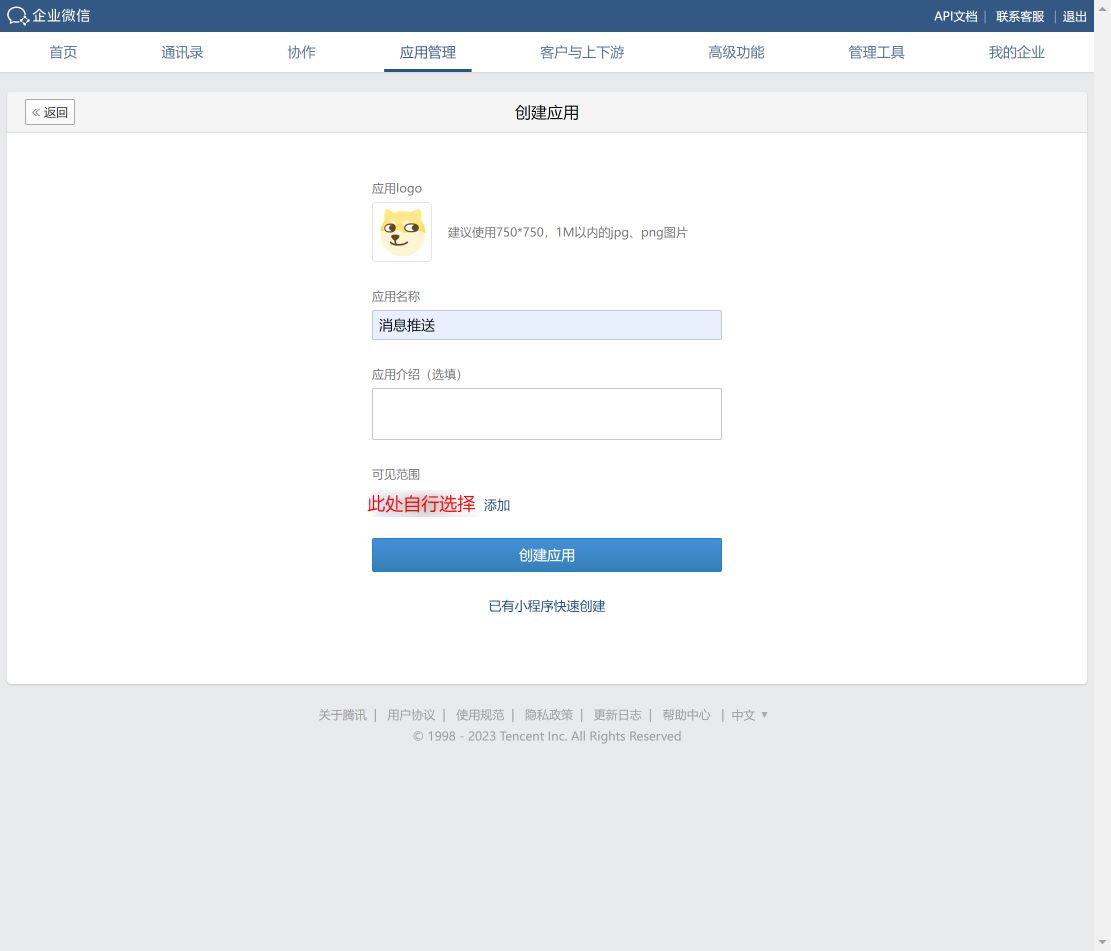 企业微信 API文档 | 联系客服 | 退出
首页 通讯录 协作 应用管理 客户与上下游 高级功能 管理工具 我的企业
« 返回 创建应用
应用logo
建议使用750*750，1M以内的jpg、png图片
应用名称
消息推送
应用介绍（选填）
可见范围
此处自行选择 添加
创建应用
已有小程序快速创建
关于腾讯 | 用户协议 | 使用规范 | 隐私政策 | 更新日志 | 帮助中心 | 中文 ▼
© 1998 - 2023 Tencent Inc. All Rights Reserved